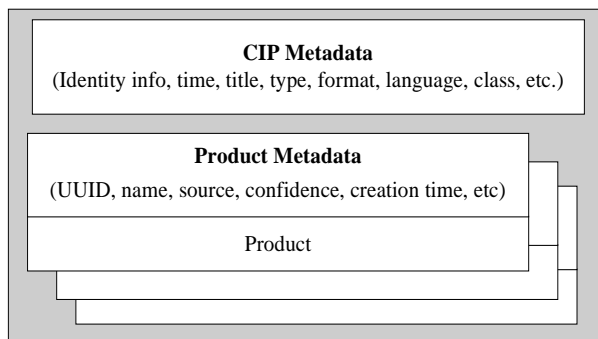 CIP Metadata
(Identity info, time, title, type, format, language, class, etc.)
Product Metadata
(UUID, name, source, confidence, creation time, etc)
Product